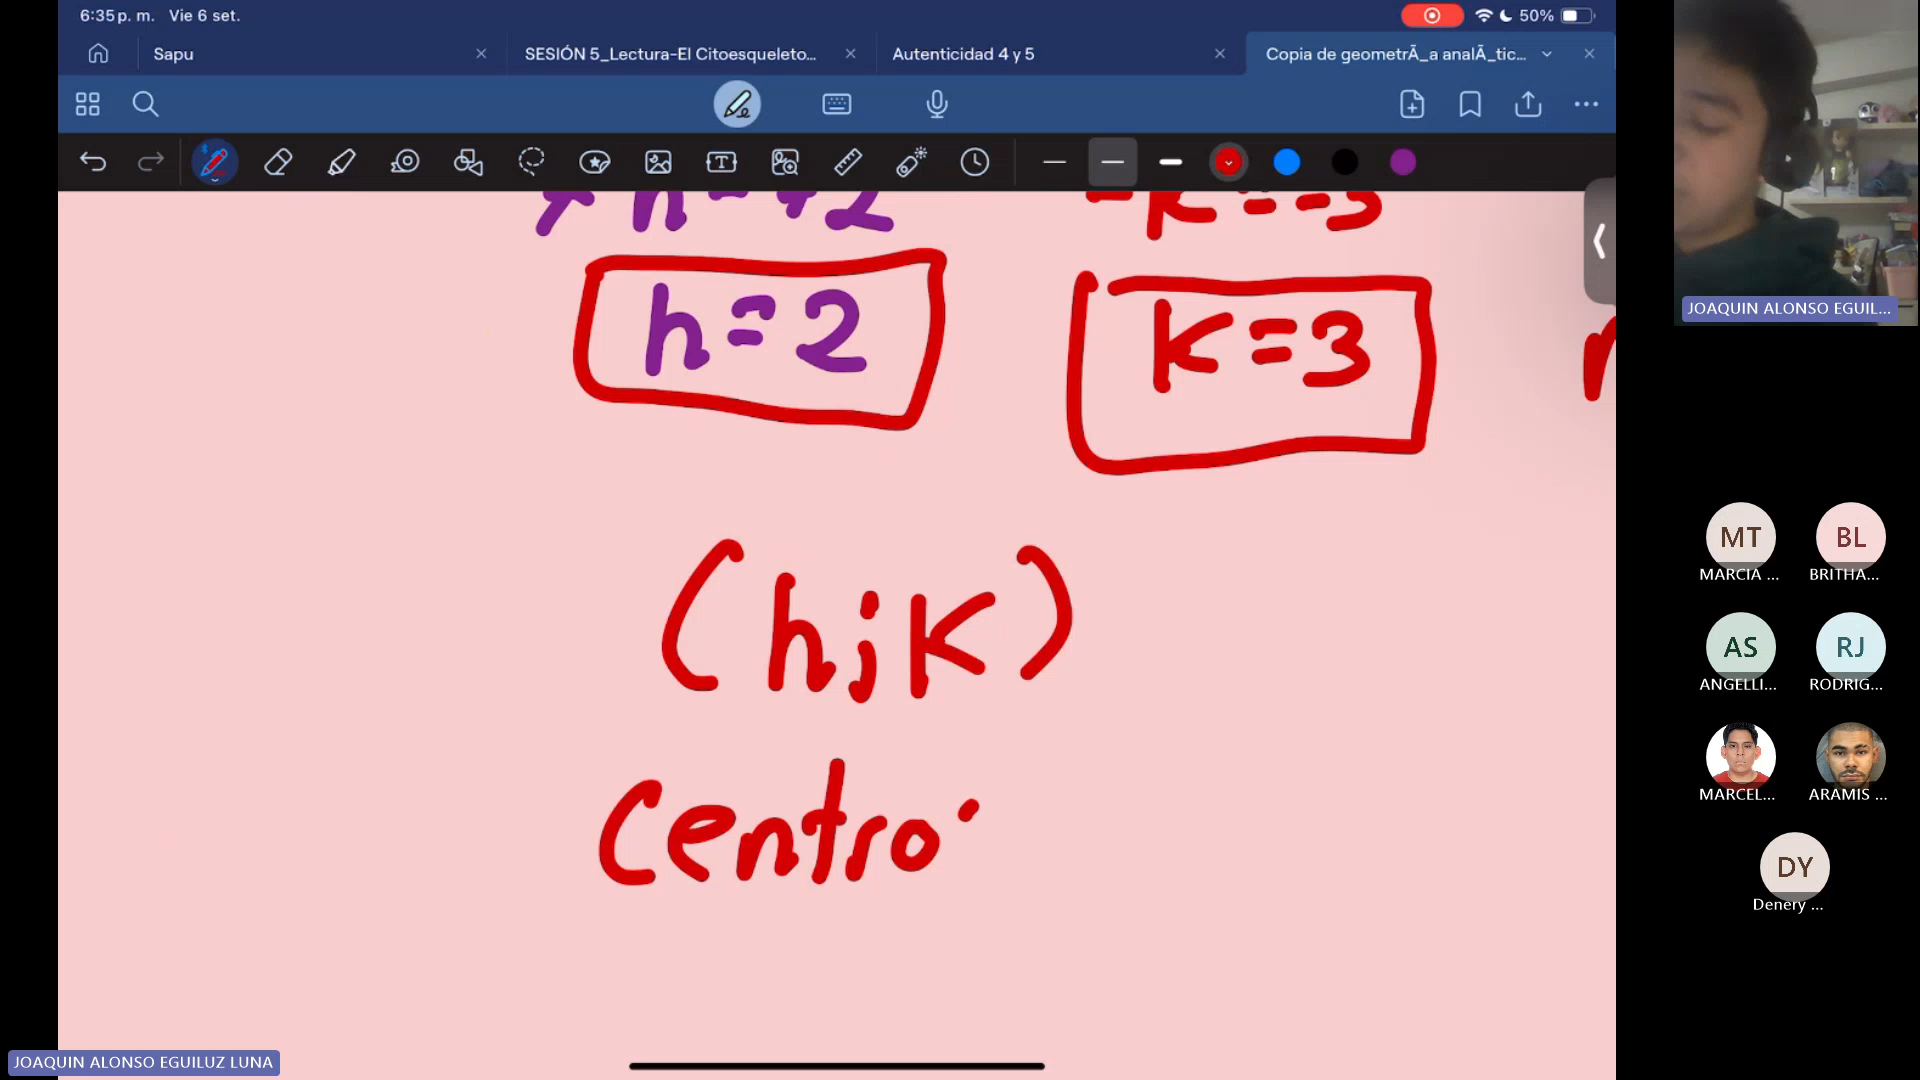 6:35 p. m. Vie 6 set.
50%
Sapu
SESIÓN 5_Lectura-El Citoesqueleto...
Autenticidad 4 y 5
Copia de geometrÃ_a analÃ_tic...
h=+2
-K=-3
h=2
K=3
(h;K)
Centro:
JOAQUIN ALONSO EGUIL...
MT
BL
MARCIA ...
BRITHA...
AS
RJ
ANGELLI...
RODRIG...
MARCEL...
ARAMIS ...
DY
Denery ...
JOAQUIN ALONSO EGUILUZ LUNA